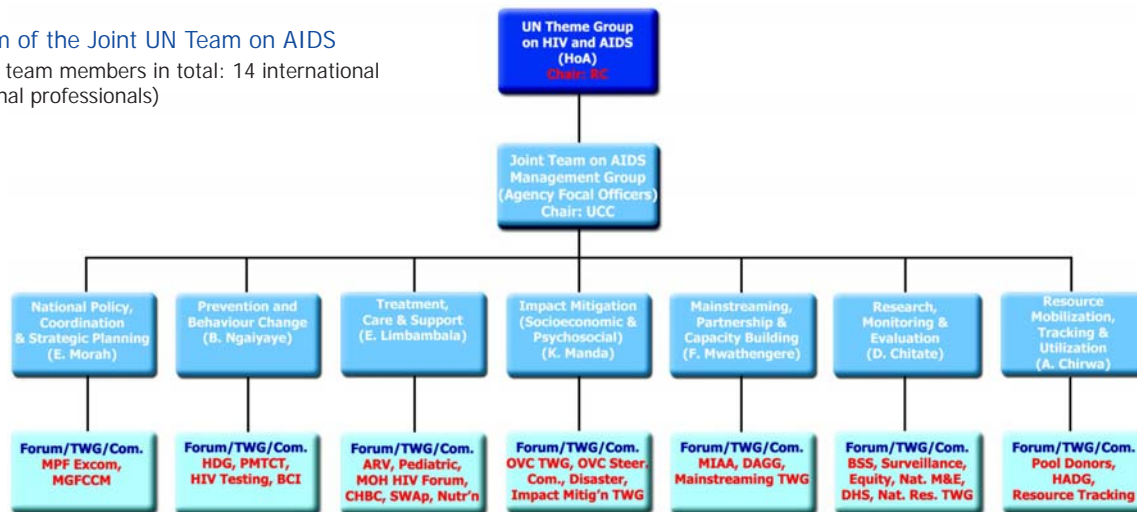 of the Joint UN Team on AIDS
team members in total: 14 international
professionals)
UN Theme Group
on HIV and AIDS
(HoA)
Chair: RC
Joint Team on AIDS
Management Group
(Agency Focal Officers)
Chair: UCC
National Policy,
Coordination
& Strategic Planning
(E. Morah)
Prevention and
Behaviour Change
(B. Ngaiyaye)
Treatment,
Care & Support
(E. Limbambala)
Impact Mitigation
(Socioeconomic &
Psychosocial)
(K. Manda)
Mainstreaming,
Partnership &
Capacity Building
(F. Mwathengere)
Research,
Monitoring &
Evaluation
(D. Chitate)
Resource
Mobilization,
Tracking &
Utilization
(A. Chirwa)
Forum/TWG/Com.
MPF Excom,
MGFCCM
Forum/TWG/Com.
HDG, PMTCT,
HIV Testing, BCI
Forum/TWG/Com.
ARV, Pediatric,
MOH HIV Forum,
CHBC, SWAp, Nutr'n
Forum/TWG/Com.
OVC TWG, OVC Steer.
Com., Disaster,
Impact Mitig'n TWG
Forum/TWG/Com.
MIAA, DAGG,
Mainstreaming TWG
Forum/TWG/Com.
BSS, Surveillance,
Equity, Nat. M&E,
DHS, Nat. Res. TWG
Forum/TWG/Com.
Pool Donors,
HADG,
Resource Tracking